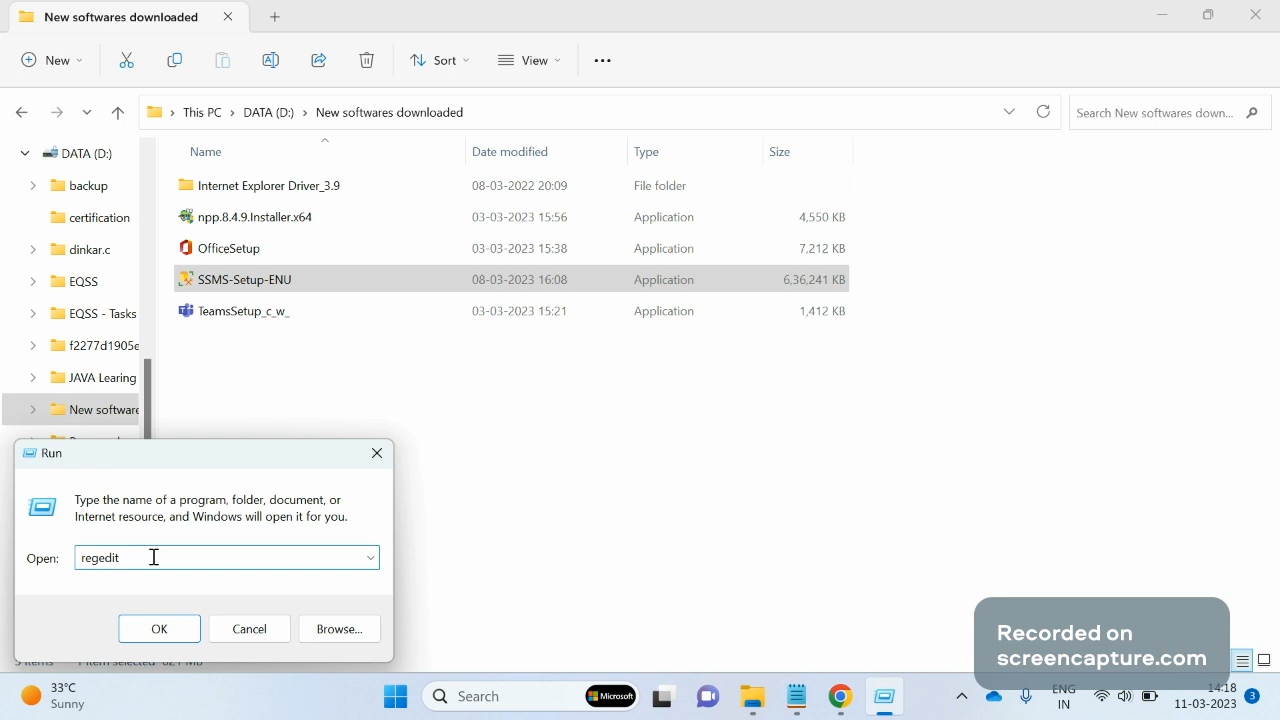 New softwares downloaded
New
Sort
View
This PC
DATA (D:)
New softwares downloaded
Search New softwares down...
Name
Date modified
Type
Size
DATA (D:)
backup
certification
dinkar.c
EQSS
EQSS - Tasks
f2277d1905e
JAVA Learing
New software
Internet Explorer Driver_3.9 08-03-2022 20:09 File folder
npp.8.4.9.Installer.x64 03-03-2023 15:56 Application 4,550 KB
OfficeSetup 03-03-2023 15:38 Application 7,212 KB
SSMS-Setup-ENU 08-03-2023 16:08 Application 6,36,241 KB
TeamsSetup_c_w_ 03-03-2023 15:21 Application 1,412 KB
Run
Type the name of a program, folder, document, or
Internet resource, and Windows will open it for you.
Open: regedit
OK
Cancel
Browse...
Recorded on
screencapture.com
33°C
Sunny
Search
Microsoft
ENG
IN
14:18
11-03-2023
3